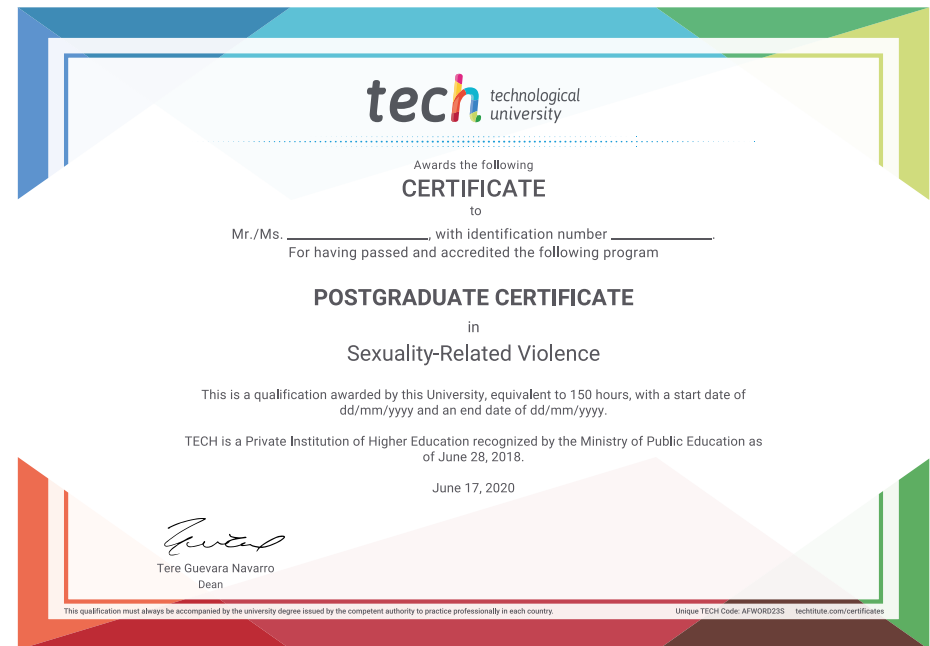 tech technological
university
Awards the following
CERTIFICATE
to
Mr./Ms. ____________________, with identification number ______________.
For having passed and accredited the following program
POSTGRADUATE CERTIFICATE
in
Sexuality-Related Violence
This is a qualification awarded by this University, equivalent to 150 hours, with a start date of
dd/mm/yyyy and an end date of dd/mm/yyyy.
TECH is a Private Institution of Higher Education recognized by the Ministry of Public Education as
of June 28, 2018.
June 17, 2020
Tere Guevara Navarro
Dean
This qualification must always be accompanied by the university degree issued by the competent authority to practice professionally in each country.
Unique TECH Code: AFWORD23S techtitute.com/certificates